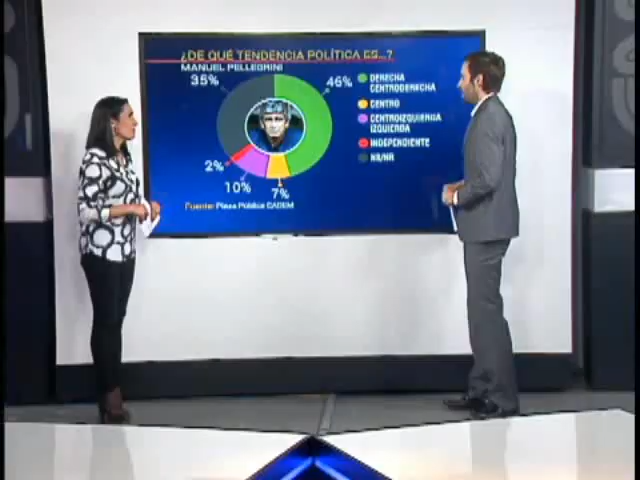 ¿DE QUÉ TENDENCIA POLÍTICA ES...?
MANUEL PELLEGRINI
35%
46%
2%
10%
7%
DERECHA
CENTRODERECHA
CENTRO
CENTROIZQUIERDA
IZQUIERDA
INDEPENDIENTE
NS/NR
Fuente: Plaza Pública CADEM